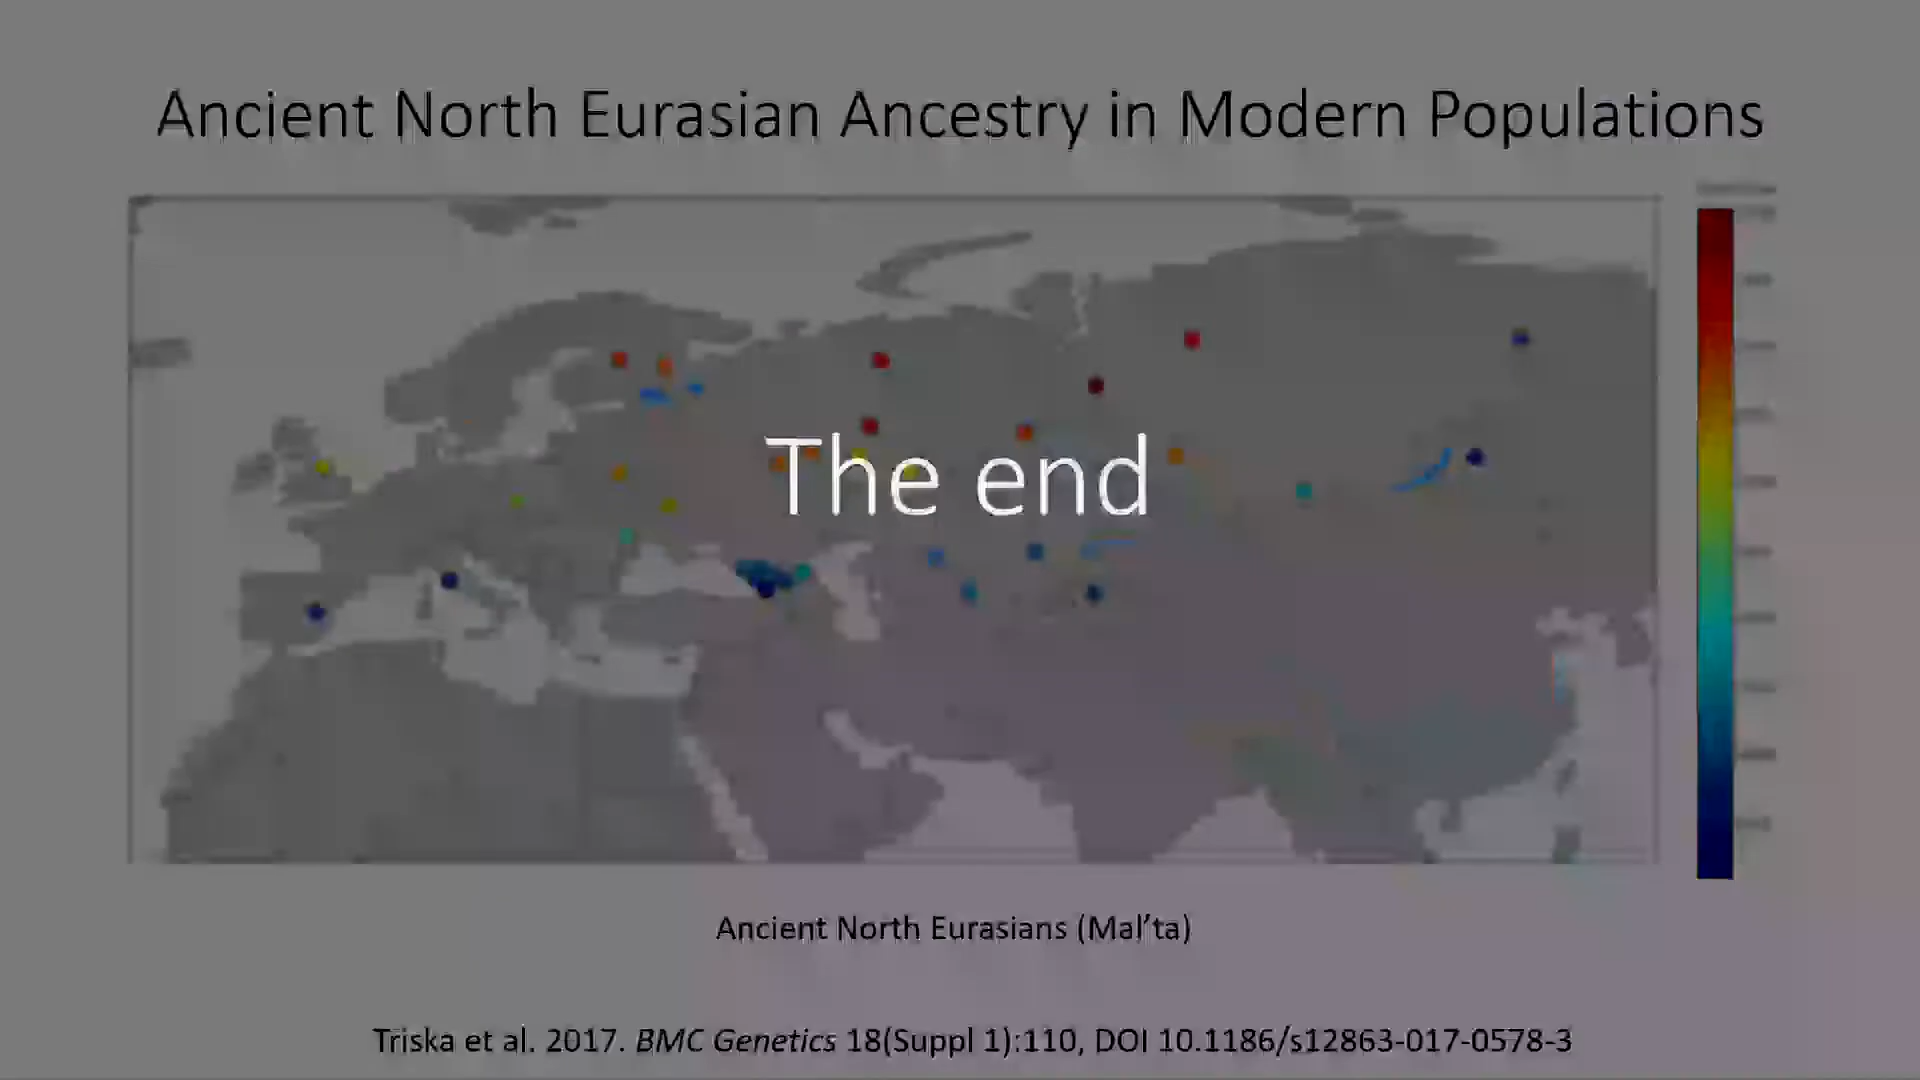 Ancient North Eurasian Ancestry in Modern Populations
The end
Ancient North Eurasians (Mal’ta)
Triska et al. 2017. BMC Genetics 18(Suppl 1):110, DOI 10.1186/s12863-017-0578-3